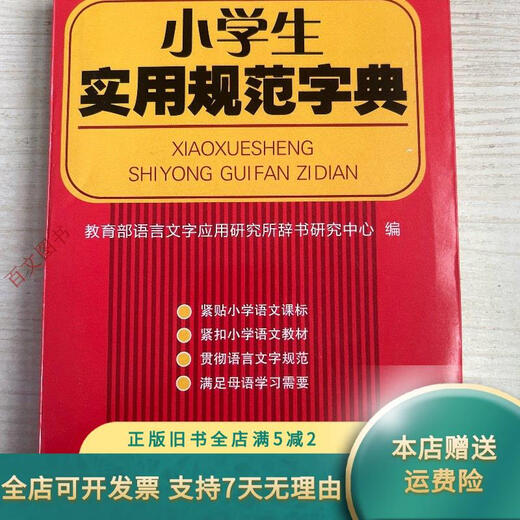 小学生
实用规范字典
XIAOXUESHENG
SHIYONG GUIFAN ZIDIAN
教育部语言文字应用研究所辞书研究中心 编
紧贴小学语文课标
紧扣小学语文教材
贯彻语言文字规范
满足母语学习需要
百文图书
正版旧书全店满5减2
全店可开发票 支持7天无理由
本店赠送
运费险